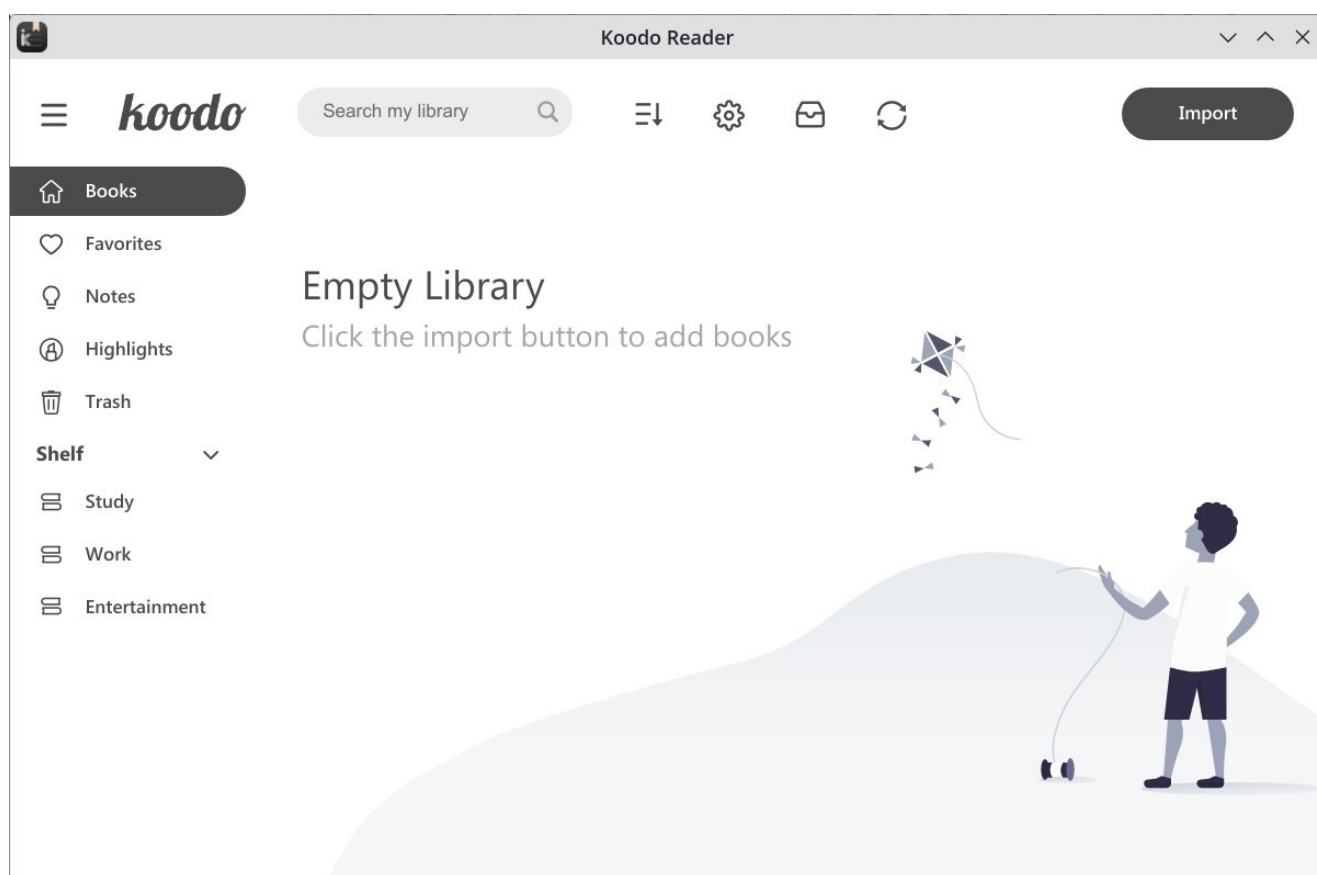 Koodo Reader
koodo
Search my library
Import
Books
Favorites
Notes
Highlights
Trash
Shelf
Study
Work
Entertainment
Empty Library
Click the import button to add books